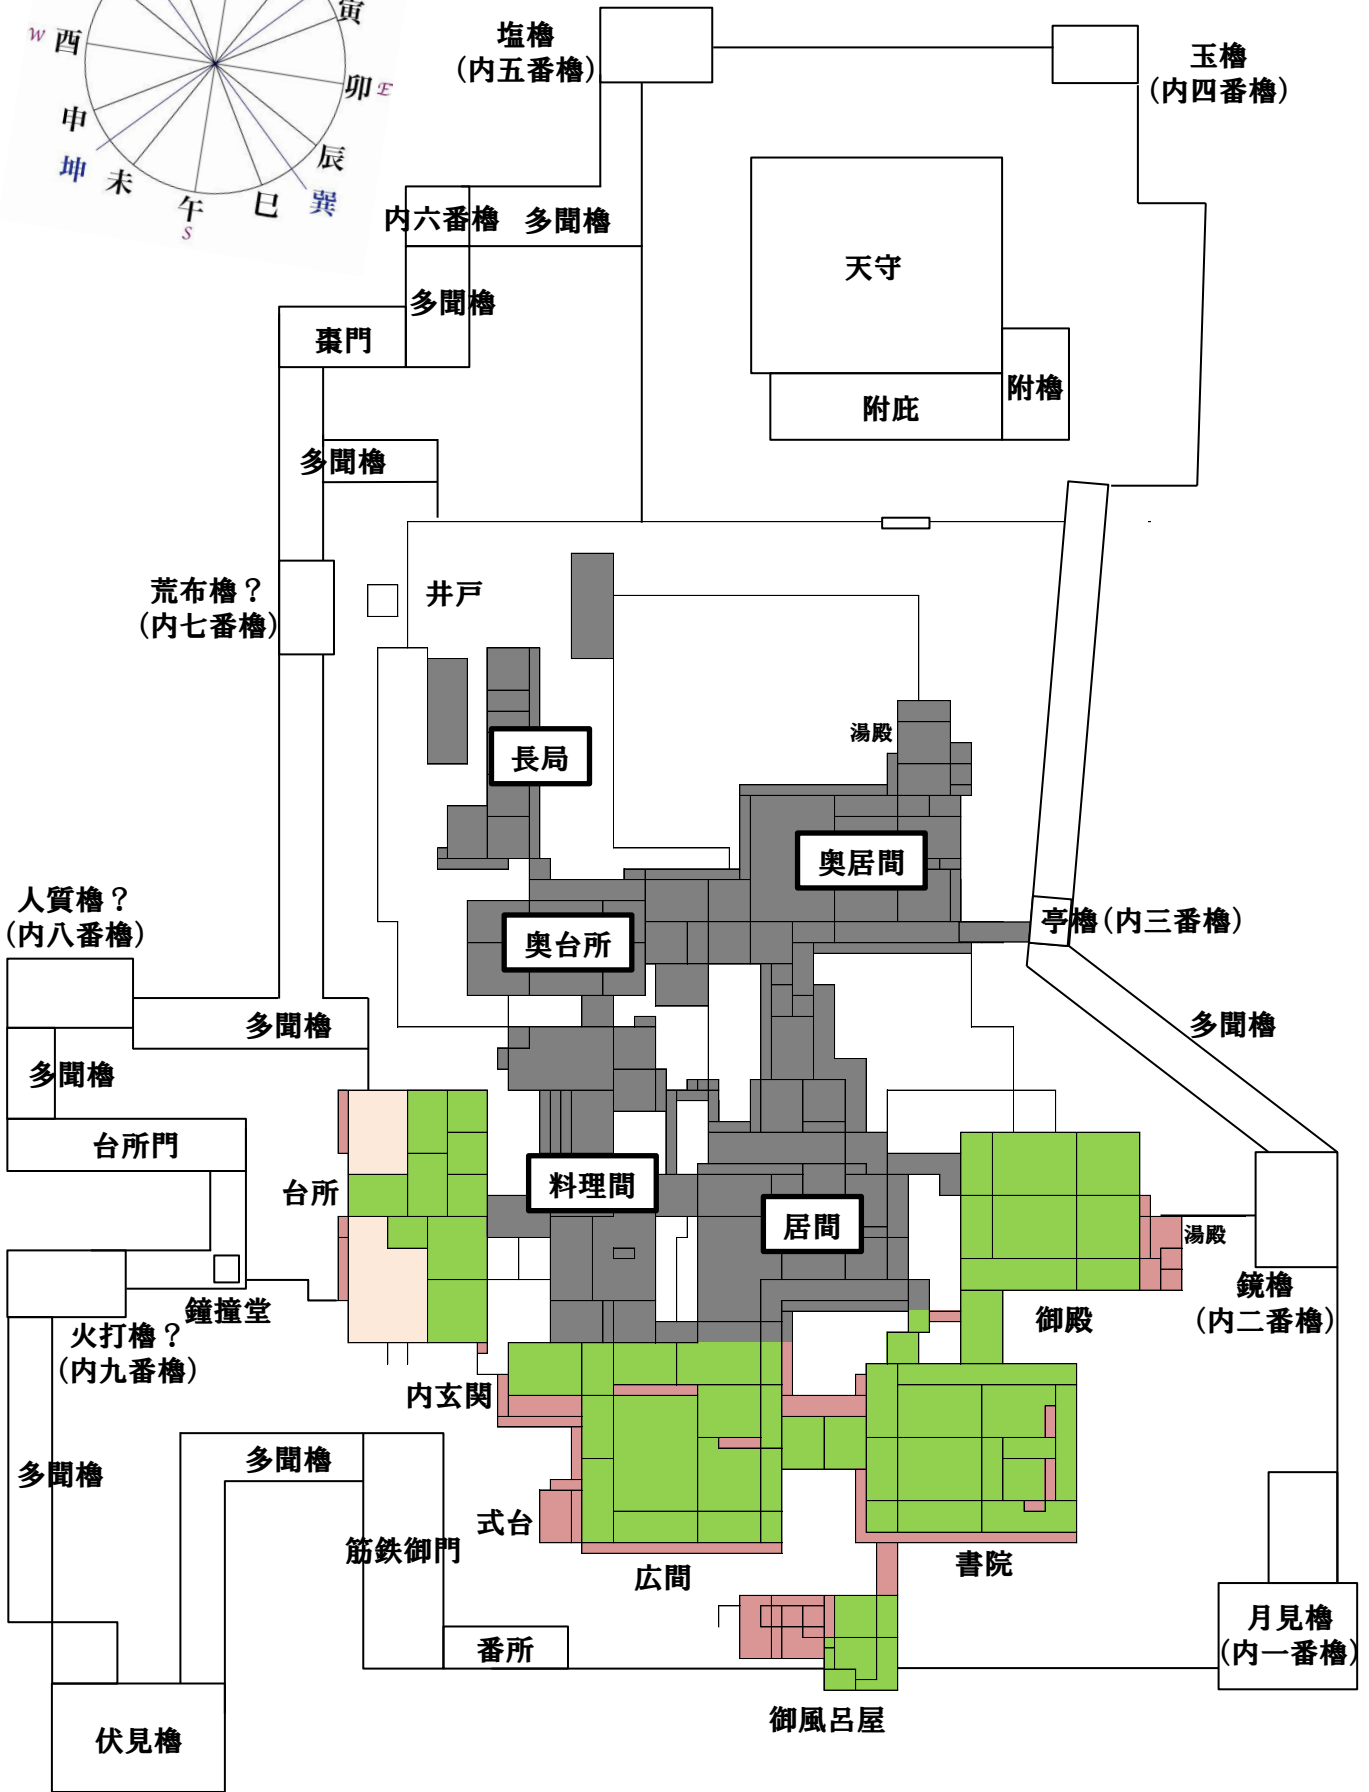 寅
W 酉
卯 E
申
坤
未
午
S
巳
辰
巽
塩櫓
(内五番櫓)
玉櫓
(内四番櫓)
内六番櫓
多聞櫓
天守
多聞櫓
棗門
附櫓
附庇
多聞櫓
荒布櫓？
(内七番櫓)
井戸
湯殿
長局
奥居間
人質櫓？
(内八番櫓)
奥台所
亭櫓(内三番櫓)
多聞櫓
多聞櫓
多聞櫓
台所門
台所
料理間
居間
湯殿
鐘撞堂
御殿
鏡櫓
(内二番櫓)
火打櫓？
(内九番櫓)
内玄関
多聞櫓
多聞櫓
式台
筋鉄御門
広間
書院
番所
月見櫓
(内一番櫓)
御風呂屋
伏見櫓